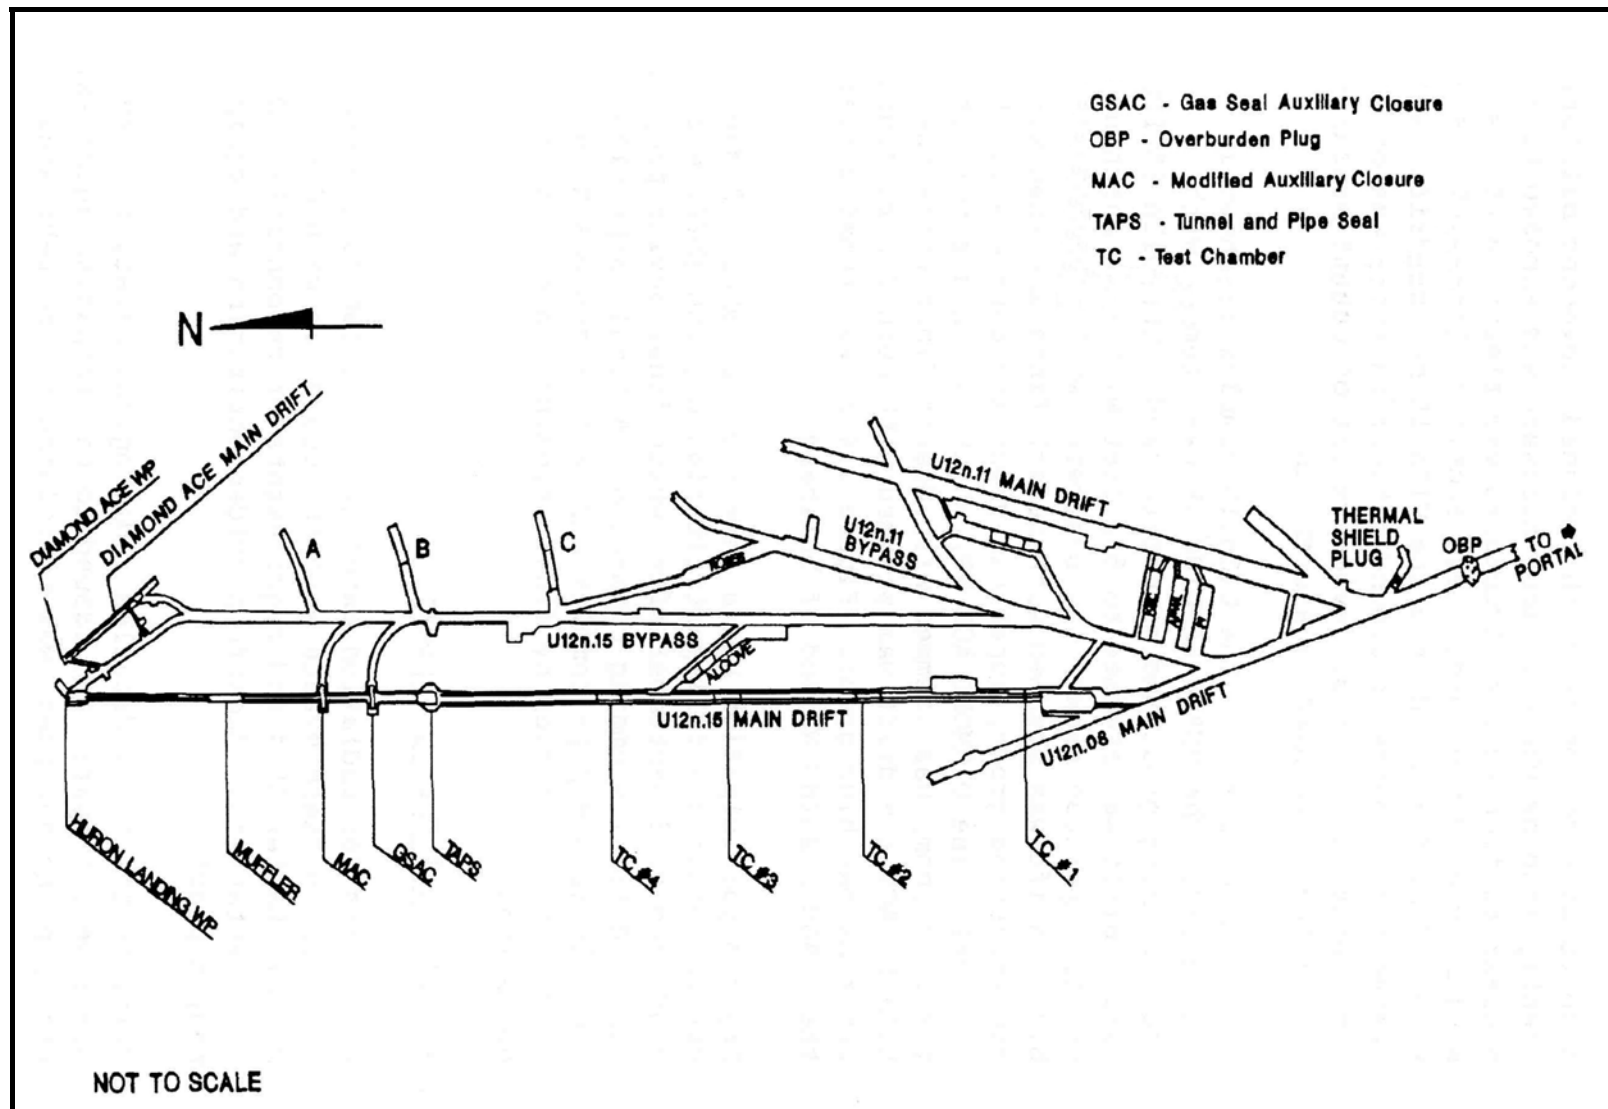 GSAC - Gas Seal Auxiliary Closure
OBP - Overburden Plug
MAC - Modified Auxiliary Closure
TAPS - Tunnel and Pipe Seal
TC - Test Chamber
N
DIAMOND ACE WP
DIAMOND ACE MAIN DRIFT
A
B
C
U12n.11 MAIN DRIFT
U12n.11
BYPASS
THERMAL
SHIELD
PLUG
OBP
TO
PORTAL
U12n.15 BYPASS
ALCOVE
U12n.15 MAIN DRIFT
U12n.08 MAIN DRIFT
HURON LANDING WP
MUFFLER
MAC
GSAC
TAPS
TC #4
TC #3
TC #2
TC #1
NOT TO SCALE